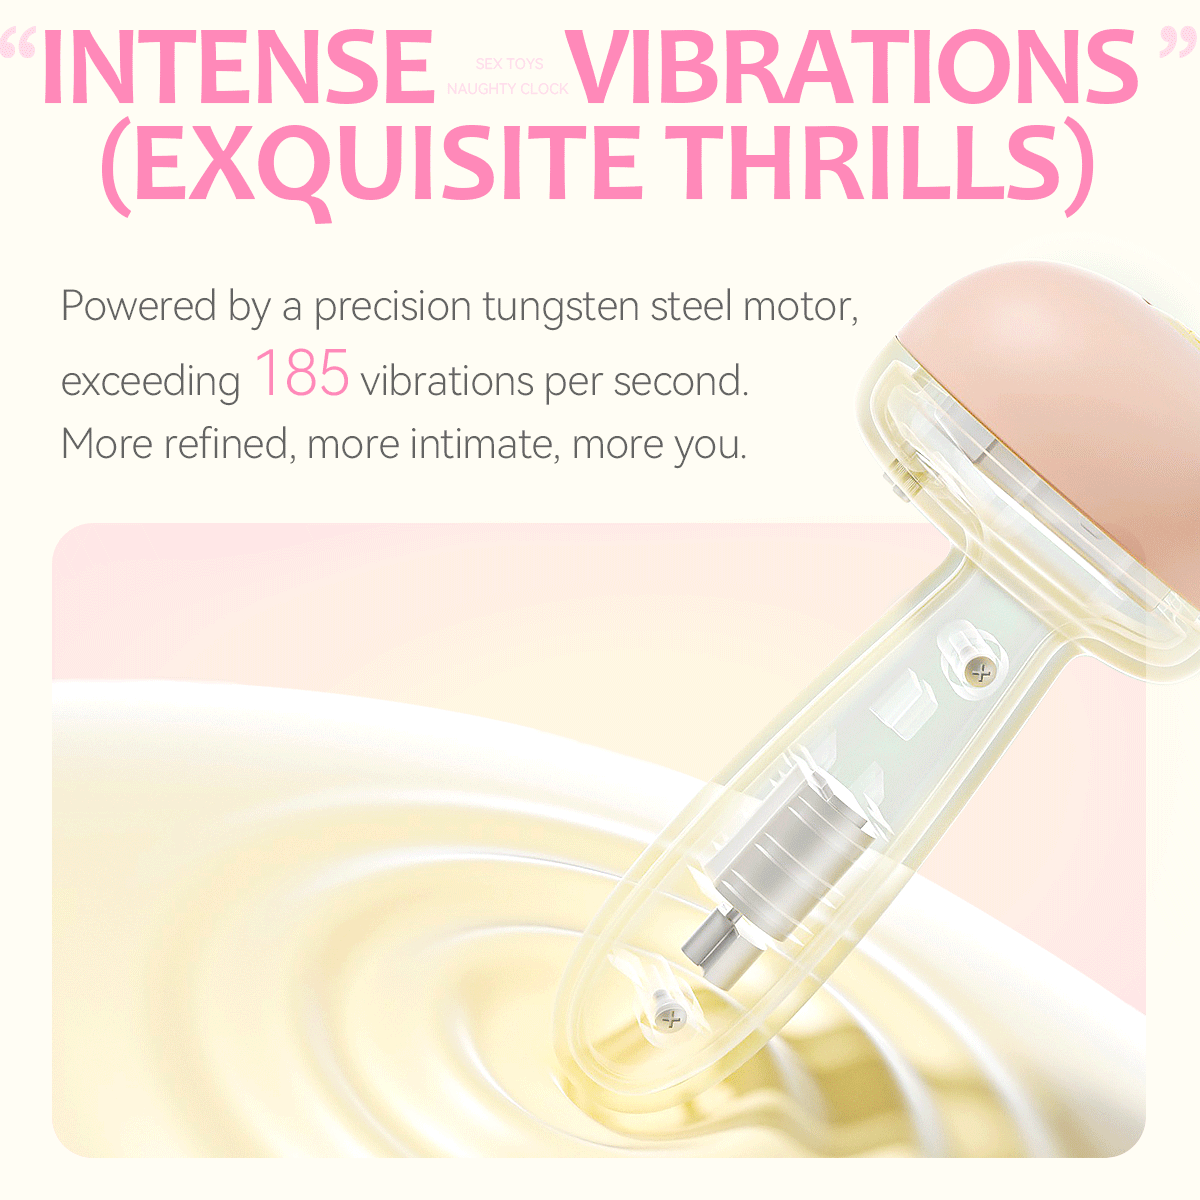 “INTENSE VIBRATIONS”
SEX TOYS
NAUGHTY CLOCK
(EXQUISITE THRILLS)
Powered by a precision tungsten steel motor,
exceeding 185 vibrations per second.
More refined, more intimate, more you.